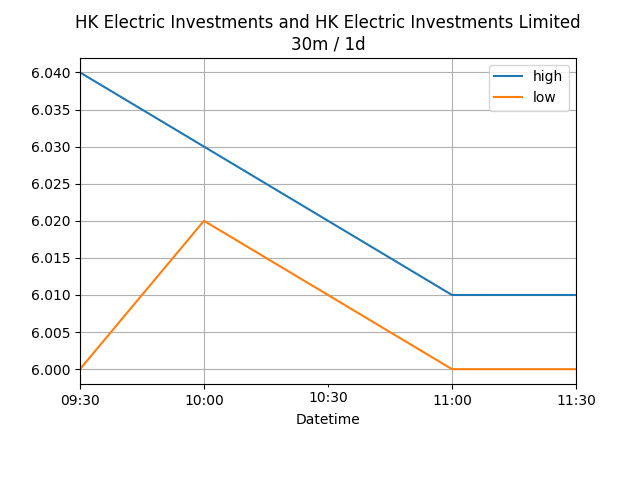 HK Electric Investments and HK Electric Investments Limited
30m / 1d
high
low
6.040
6.035
6.030
6.025
6.020
6.015
6.010
6.005
6.000
09:30
10:00
10:30
11:00
11:30
Datetime